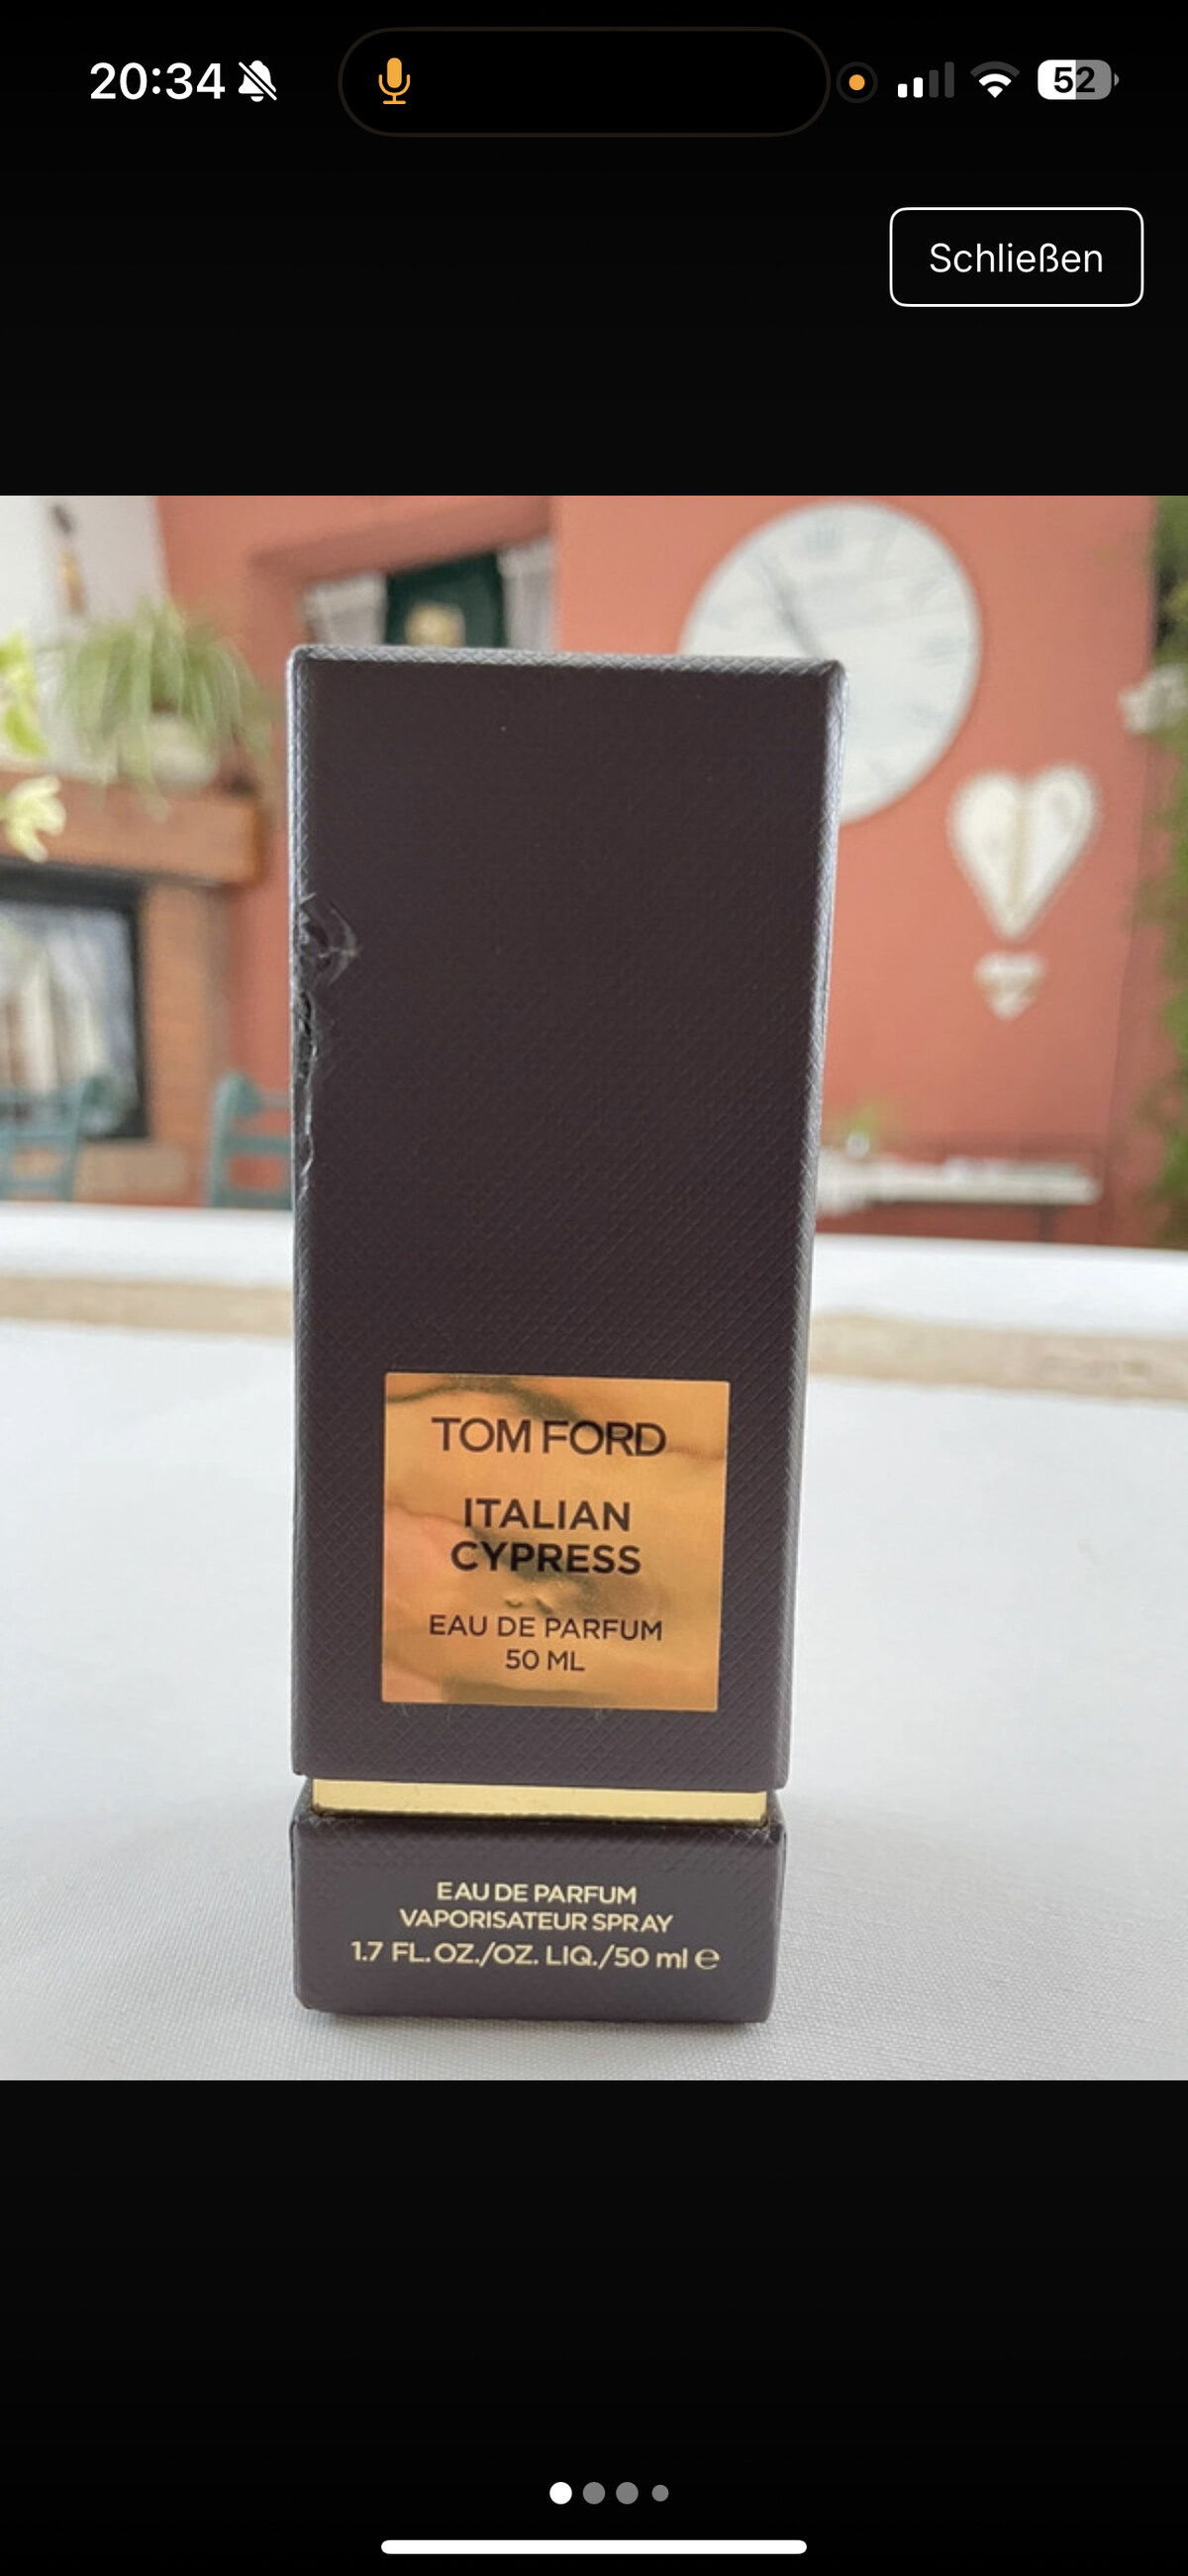 20:34
52
Schließen
TOM FORD
ITALIAN
CYPRESS
EAU DE PARFUM
50 ML
EAU DE PARFUM
VAPORISATEUR SPRAY
1.7 FL.OZ./OZ. LIQ./50 ml ℮